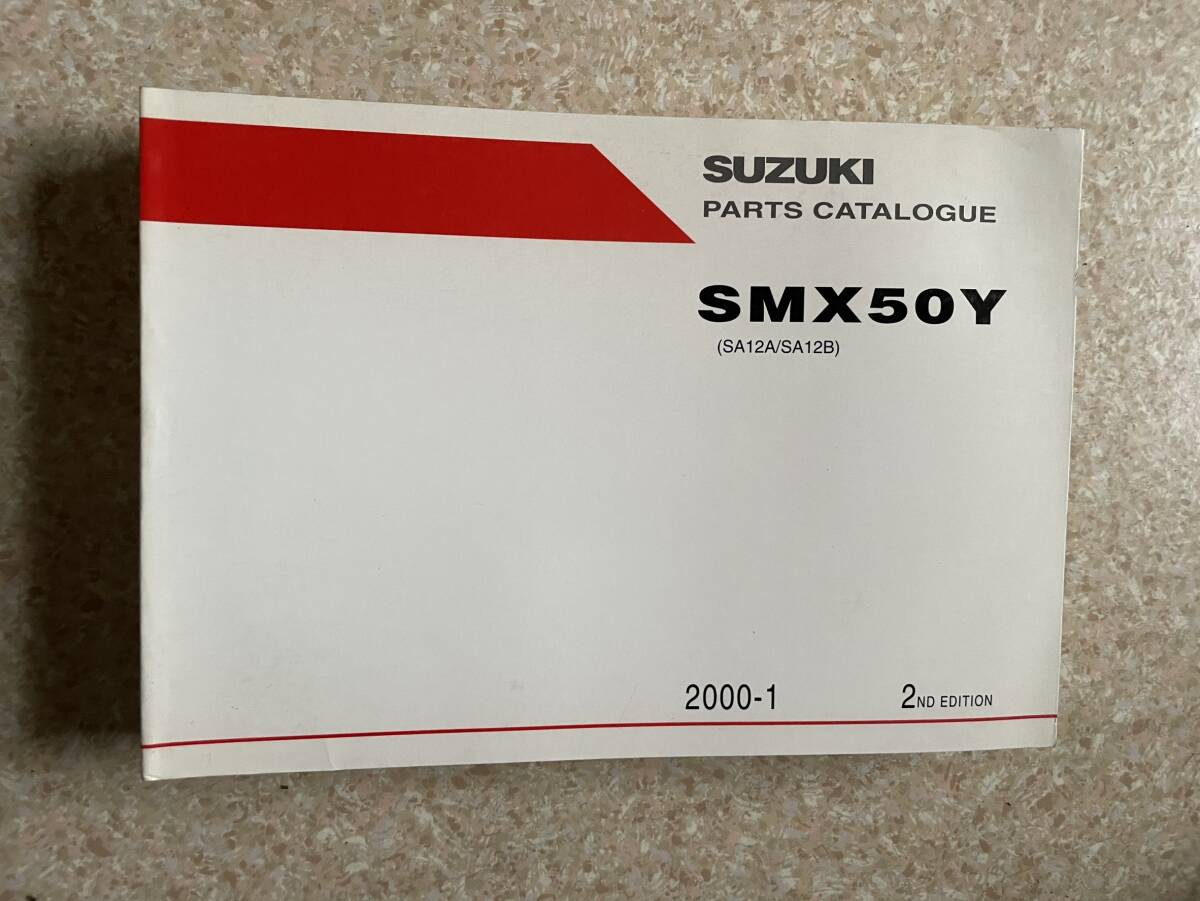 SUZUKI
PARTS CATALOGUE
SMX50Y
(SA12A/SA12B)
2000-1 2ND EDITION